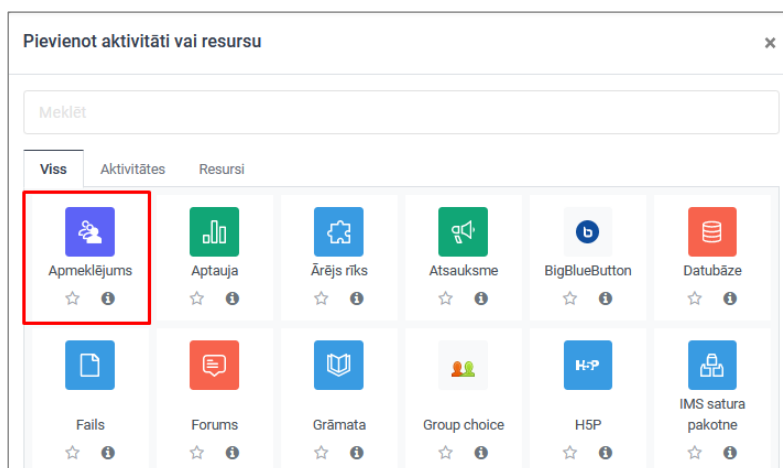 Pievienot aktivitāti vai resursu
Meklēt
Viss Aktivitātes Resursi
Apmeklējums Aptauja Ārējs rīks Atsauksme BigBlueButton Datubāze
H5P
Fails Forums Grāmata Group choice H5P IMS satura pakotne